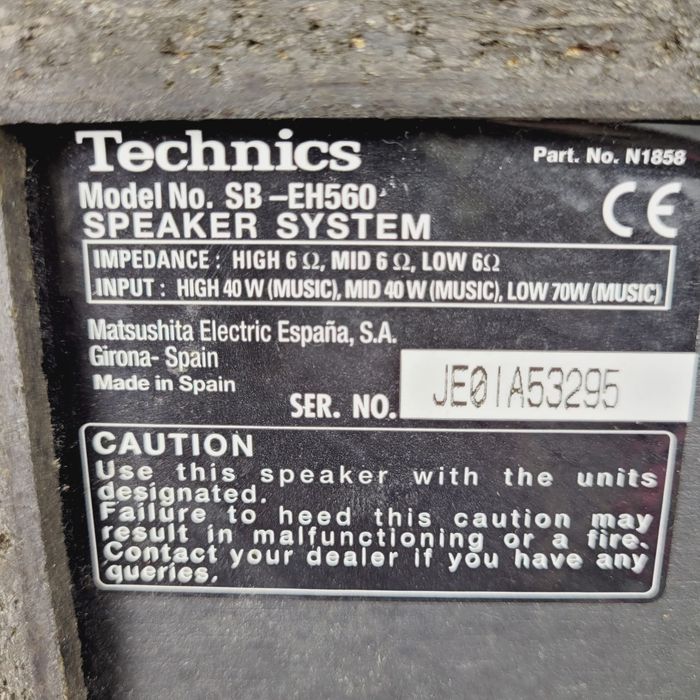 Technics
Part. No. N1858
Model No. SB-EH560
SPEAKER SYSTEM
CE
IMPEDANCE : HIGH 6 Ω, MID 6 Ω, LOW 6Ω
INPUT : HIGH 40 W (MUSIC), MID 40 W (MUSIC), LOW 70W (MUSIC)
Matsushita Electric España, S.A.
Girona- Spain
Made in Spain
SER. NO. JE01A53295
CAUTION
Use this speaker with the units
designated.
Failure to heed this caution may
result in malfunctioning or a fire.
Contact your dealer if you have any
queries.